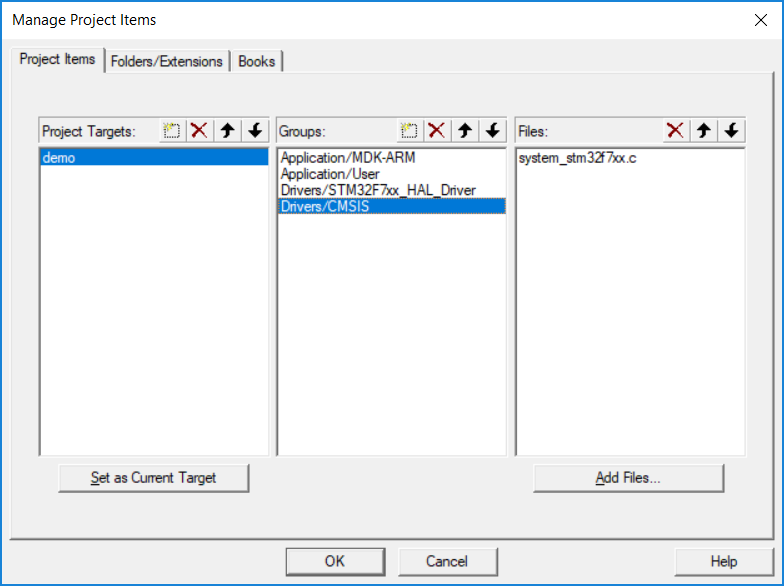 Manage Project Items
Project Items Folders/Extensions Books
Project Targets: Groups: Files:
demo
Application/MDK-ARM
Application/User
Drivers/STM32F7xx_HAL_Driver
Drivers/CMSIS
system_stm32f7xx.c
Set as Current Target Add Files...
OK Cancel Help